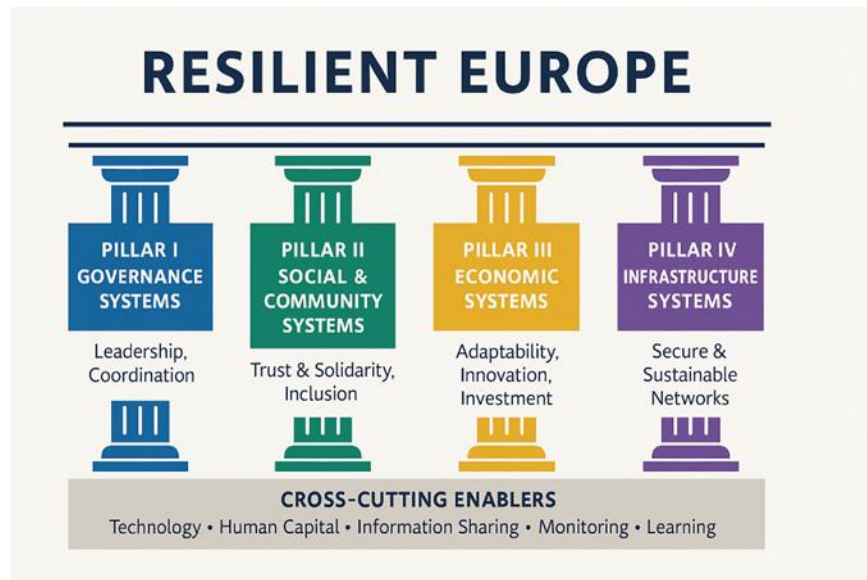 RESILIENT EUROPE
PILLAR I
GOVERNANCE
SYSTEMS
Leadership,
Coordination
PILLAR II
SOCIAL &
COMMUNITY
SYSTEMS
Trust & Solidarity,
Inclusion
PILLAR III
ECONOMIC
SYSTEMS
Adaptability,
Innovation,
Investment
PILLAR IV
INFRASTRUCTURE
SYSTEMS
Secure &
Sustainable
Networks
CROSS-CUTTING ENABLERS
Technology • Human Capital • Information Sharing • Monitoring • Learning